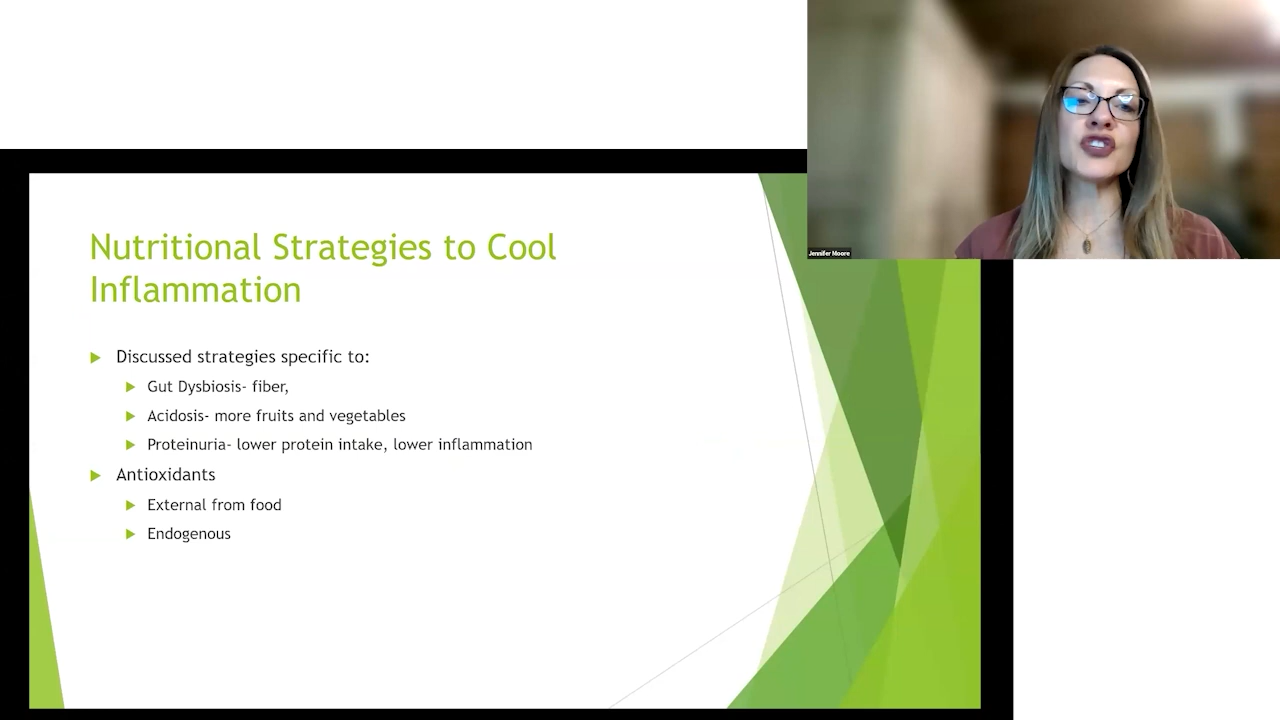 Jennifer Moore
Nutritional Strategies to Cool
Inflammation
Discussed strategies specific to:
Gut Dysbiosis- fiber,
Acidosis- more fruits and vegetables
Proteinuria- lower protein intake, lower inflammation
Antioxidants
External from food
Endogenous